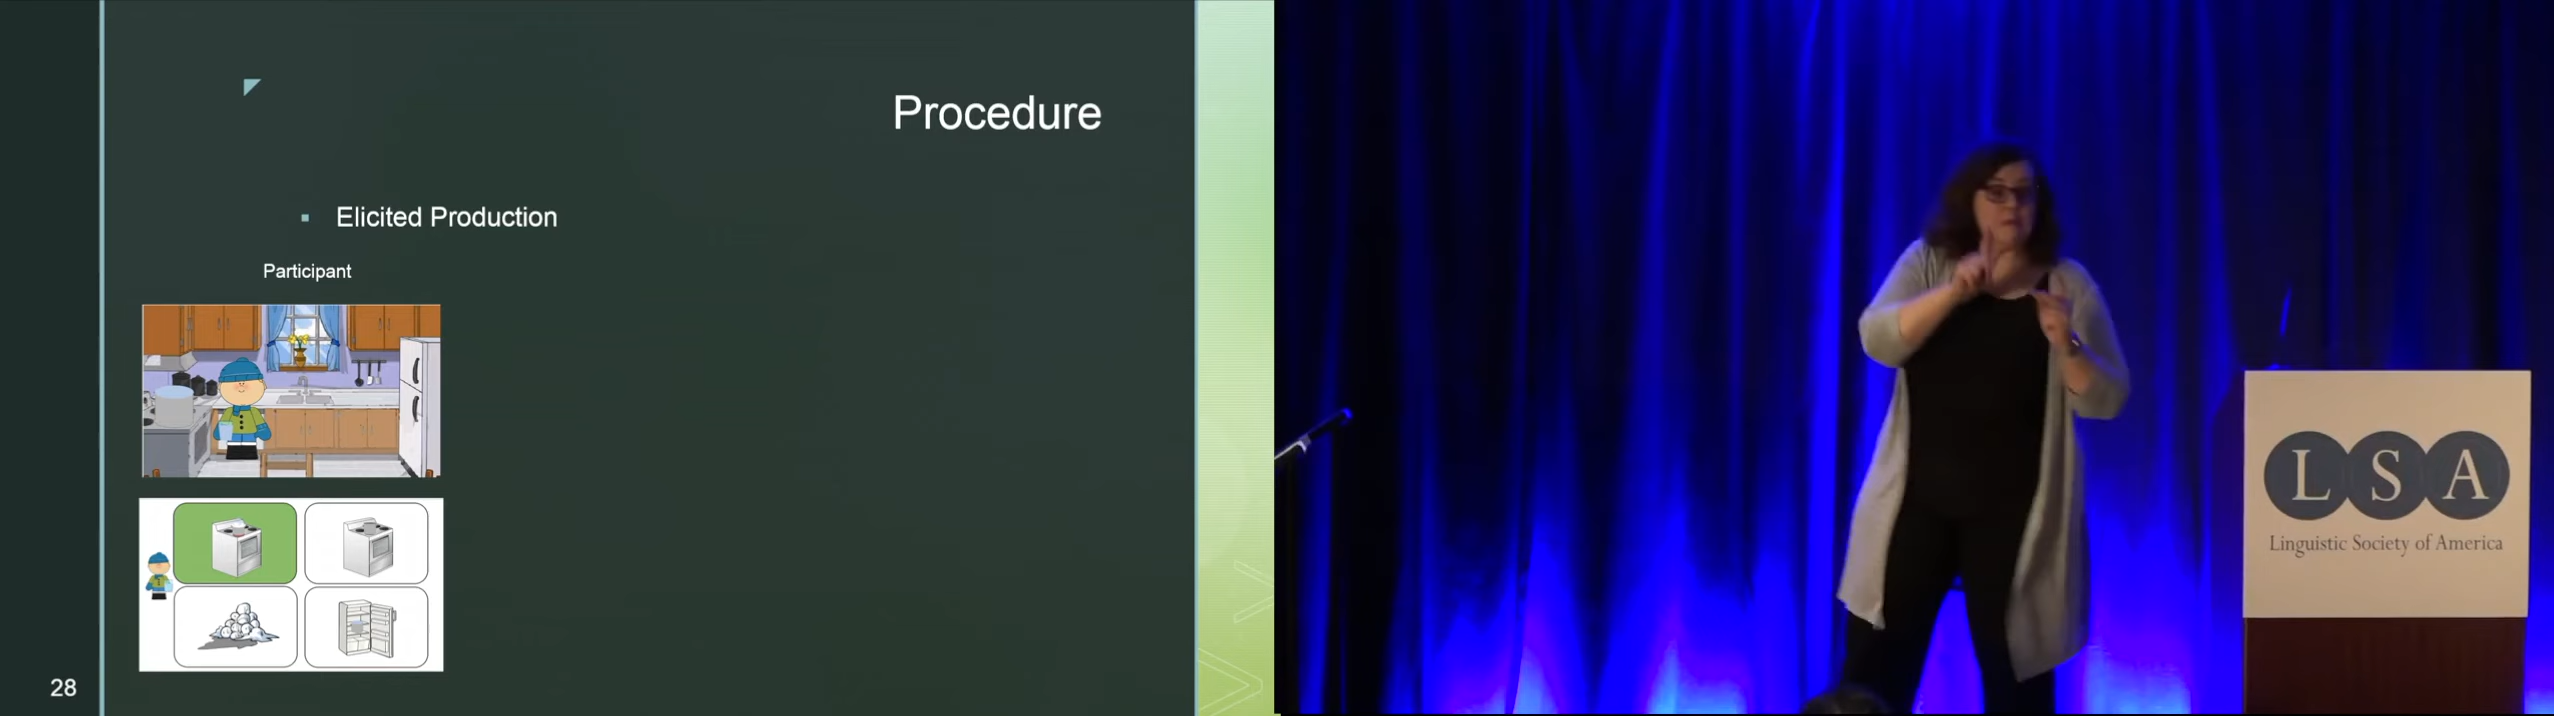 Procedure
Elicited Production
Participant
28
LSA
Linguistic Society of America